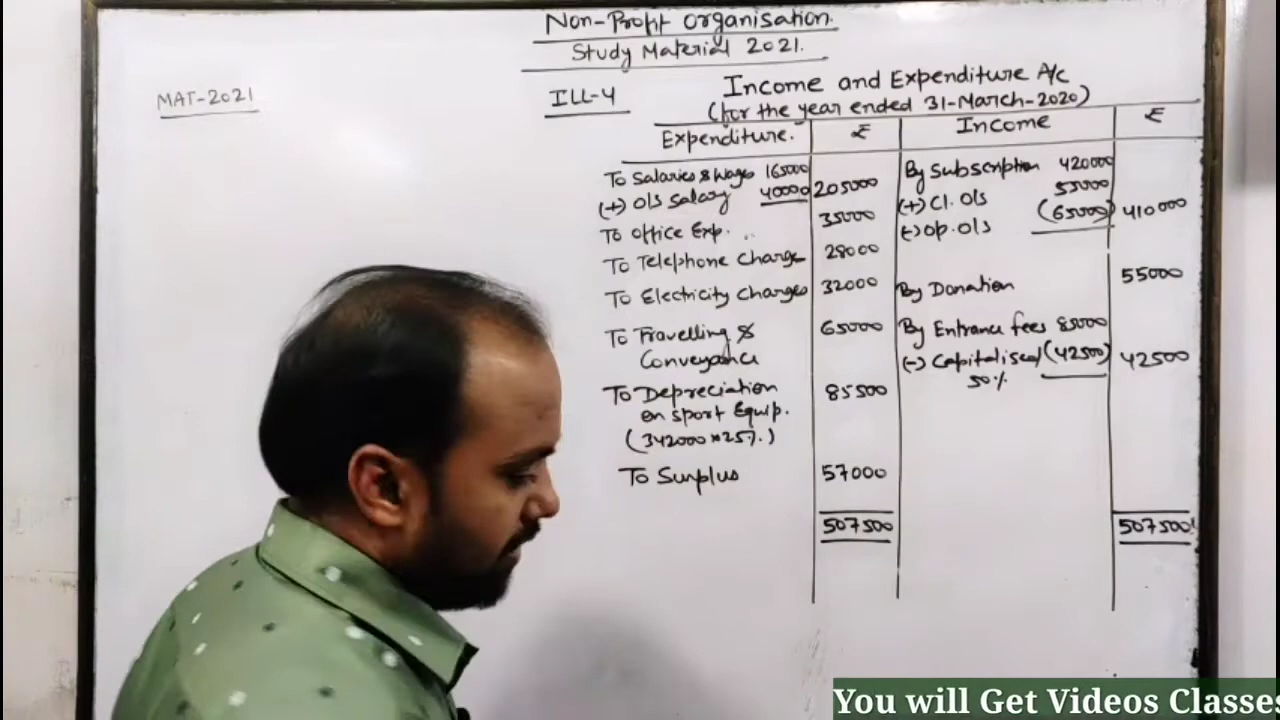 Non-Profit Organisation.
Study Material 2021.
MAT-2021
ILL-4
Income and Expenditure A/c
(for the year ended 31-March-2020)
Expenditure. ₹ Income ₹
To Salaries & Wages 165000
(+) O/s Salary 40000 205000
To Office Exp. 35000
To Telephone Charge 28000
To Electricity Charges 32000
To Travelling & 65000
Conveyance
To Depreciation 85500
on Sport Equip.
(342000 × 25%.)
To Surplus 57000
507500
By Subscription 420000
(+) Cl. O/s 55000
(-) Op. O/s (65000) 410000
By Donation 55000
By Entrance fees 85000
(-) Capitalised (42500) 42500
50%
507500
You will Get Videos Classes